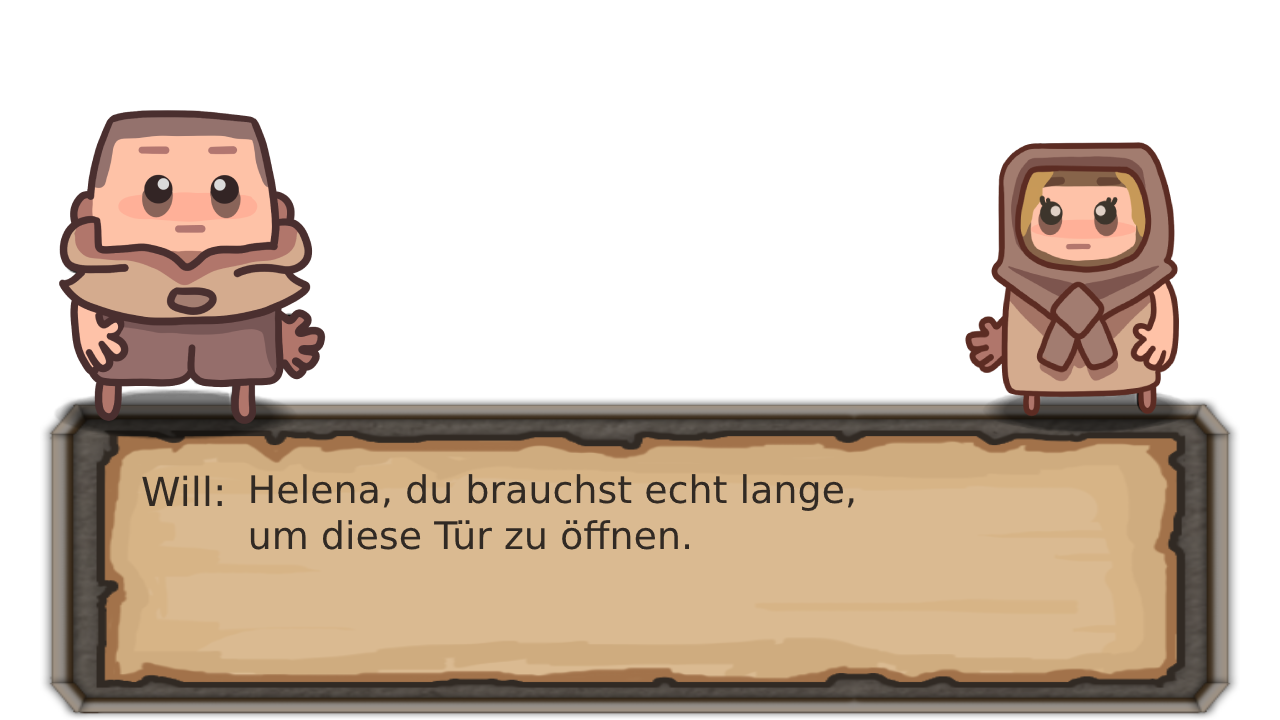 Will: Helena, du brauchst echt lange,
um diese Tür zu öffnen.